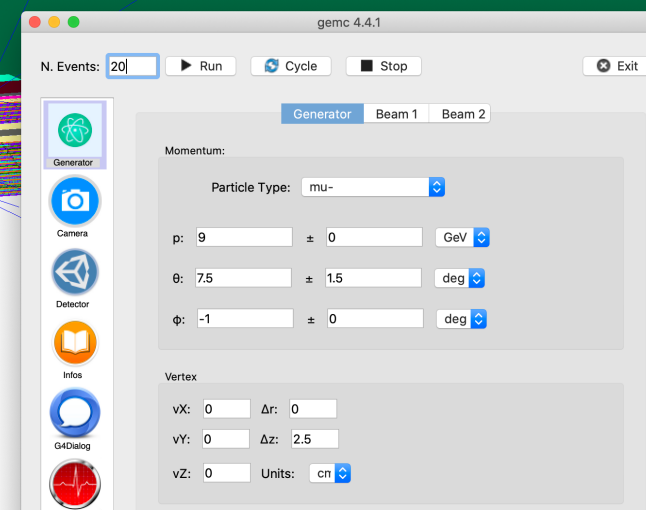 gemc 4.4.1
N. Events: 20 Run Cycle Stop Exit
Generator Beam 1 Beam 2
Generator
Camera
Detector
Infos
G4Dialog
Momentum:
Particle Type: mu-
p: 9 ± 0 GeV
θ: 7.5 ± 1.5 deg
ϕ: -1 ± 0 deg
Vertex
vX: 0 Δr: 0
vY: 0 Δz: 2.5
vZ: 0 Units: cm